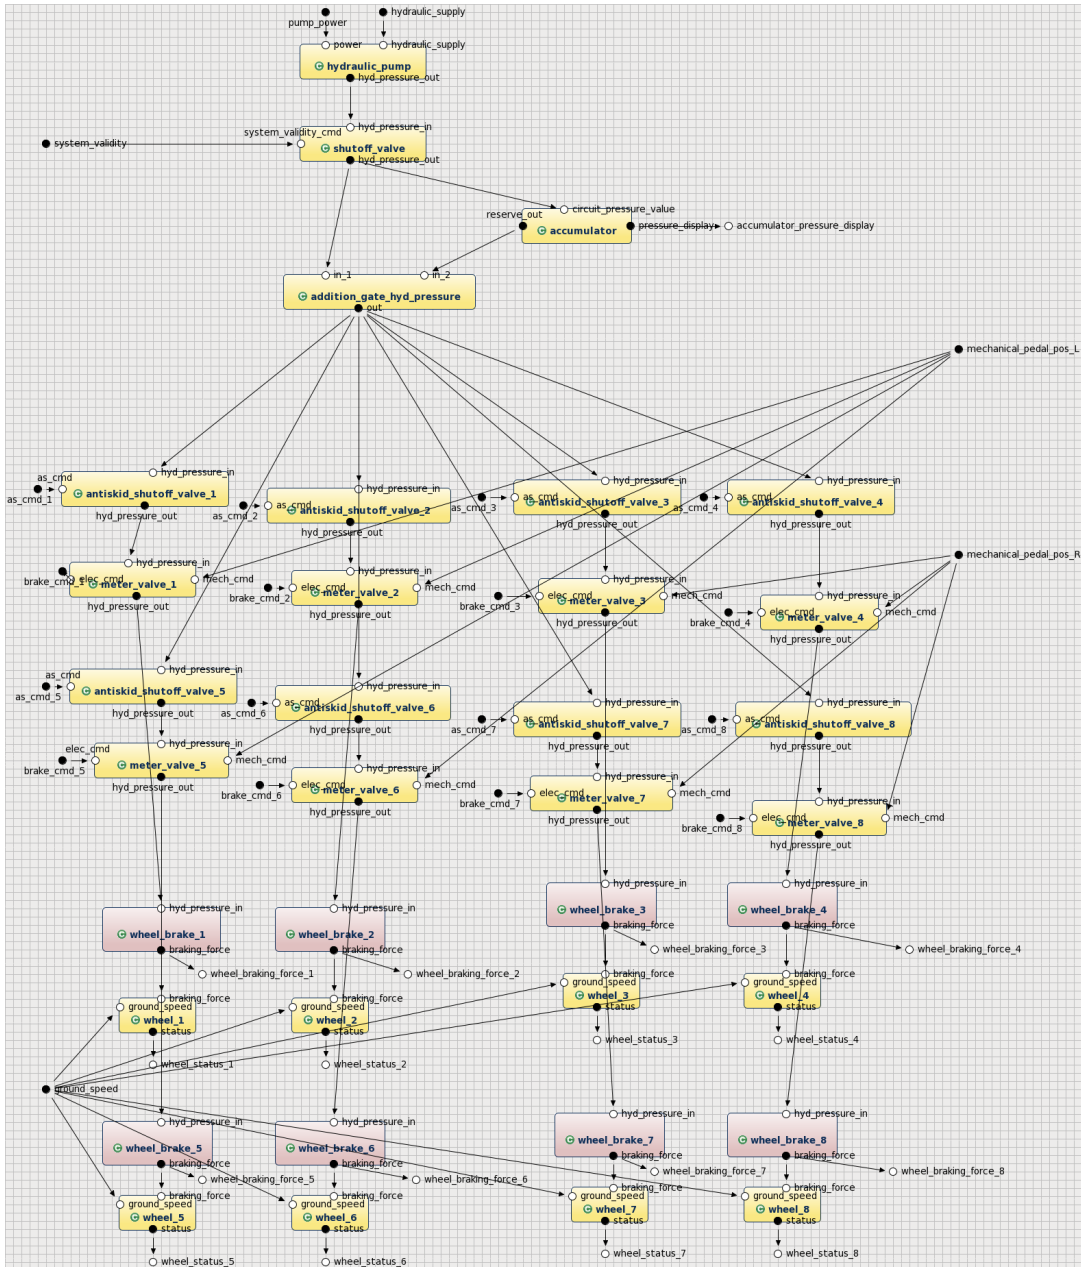 hydraulic_supply
pump_power
power
hydraulic_supply
hydraulic_pump
hyd_pressure_out
hyd_pressure_in
system_validity_cmd
system_validity
shutoff_valve
hyd_pressure_out
circuit_pressure_value
reserve_out
accumulator
pressure_display
accumulator_pressure_display
in_1
in_2
addition_gate_hyd_pressure
out
mechanical_pedal_pos_L
hyd_pressure_in
as_cmd
as_cmd_1
antiskid_shutoff_valve_1
hyd_pressure_out
hyd_pressure_in
as_cmd
as_cmd_2
antiskid_shutoff_valve_2
hyd_pressure_out
hyd_pressure_in
as_cmd
as_cmd_3
antiskid_shutoff_valve_3
hyd_pressure_out
hyd_pressure_in
as_cmd
as_cmd_4
antiskid_shutoff_valve_4
hyd_pressure_out
mechanical_pedal_pos_R
hyd_pressure_in
brake_cmd_1
elec_cmd
meter_valve_1
mech_cmd
hyd_pressure_out
hyd_pressure_in
brake_cmd_2
elec_cmd
meter_valve_2
mech_cmd
hyd_pressure_out
hyd_pressure_in
brake_cmd_3
elec_cmd
meter_valve_3
mech_cmd
hyd_pressure_out
hyd_pressure_in
brake_cmd_4
elec_cmd
meter_valve_4
mech_cmd
hyd_pressure_out
hyd_pressure_in
as_cmd
as_cmd_5
antiskid_shutoff_valve_5
hyd_pressure_out
hyd_pressure_in
as_cmd
as_cmd_6
antiskid_shutoff_valve_6
hyd_pressure_out
hyd_pressure_in
as_cmd
as_cmd_7
antiskid_shutoff_valve_7
hyd_pressure_out
hyd_pressure_in
as_cmd
as_cmd_8
antiskid_shutoff_valve_8
hyd_pressure_out
hyd_pressure_in
elec_cmd
brake_cmd_5
meter_valve_5
mech_cmd
hyd_pressure_out
hyd_pressure_in
brake_cmd_6
elec_cmd
meter_valve_6
mech_cmd
hyd_pressure_out
hyd_pressure_in
brake_cmd_7
elec_cmd
meter_valve_7
mech_cmd
hyd_pressure_out
hyd_pressure_in
brake_cmd_8
elec_cmd
meter_valve_8
mech_cmd
hyd_pressure_out
hyd_pressure_in
wheel_brake_1
braking_force
wheel_braking_force_1
hyd_pressure_in
wheel_brake_2
braking_force
wheel_braking_force_2
hyd_pressure_in
wheel_brake_3
braking_force
wheel_braking_force_3
hyd_pressure_in
wheel_brake_4
braking_force
wheel_braking_force_4
braking_force
ground_speed
wheel_1
status
wheel_status_1
braking_force
ground_speed
wheel_2
status
wheel_status_2
braking_force
ground_speed
wheel_3
status
wheel_status_3
braking_force
ground_speed
wheel_4
status
wheel_status_4
ground_speed
hyd_pressure_in
wheel_brake_5
braking_force
wheel_braking_force_5
hyd_pressure_in
wheel_brake_6
braking_force
wheel_braking_force_6
hyd_pressure_in
wheel_brake_7
braking_force
wheel_braking_force_7
hyd_pressure_in
wheel_brake_8
braking_force
wheel_braking_force_8
braking_force
ground_speed
wheel_5
status
wheel_status_5
braking_force
ground_speed
wheel_6
status
wheel_status_6
braking_force
ground_speed
wheel_7
status
wheel_status_7
braking_force
ground_speed
wheel_8
status
wheel_status_8